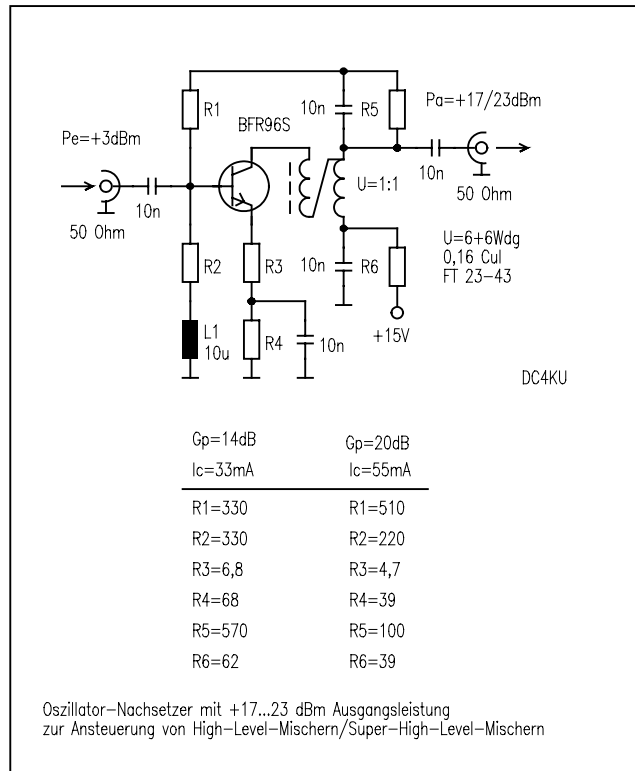 R1
10n
R5
Pa=+17/23dBm
BFR96S
Pe=+3dBm
10n
50 Ohm
U=1:1
10n
50 Ohm
R2
R3
10n
R6
U=6+6Wdg
0,16 Cul
FT 23-43
L1
10u
R4
10n
+15V
DC4KU
Gp=14dB Gp=20dB
Ic=33mA Ic=55mA
R1=330 R1=510
R2=330 R2=220
R3=6,8 R3=4,7
R4=68 R4=39
R5=570 R5=100
R6=62 R6=39
Oszillator-Nachsetzer mit +17...23 dBm Ausgangsleistung
zur Ansteuerung von High-Level-Mischern/Super-High-Level-Mischern